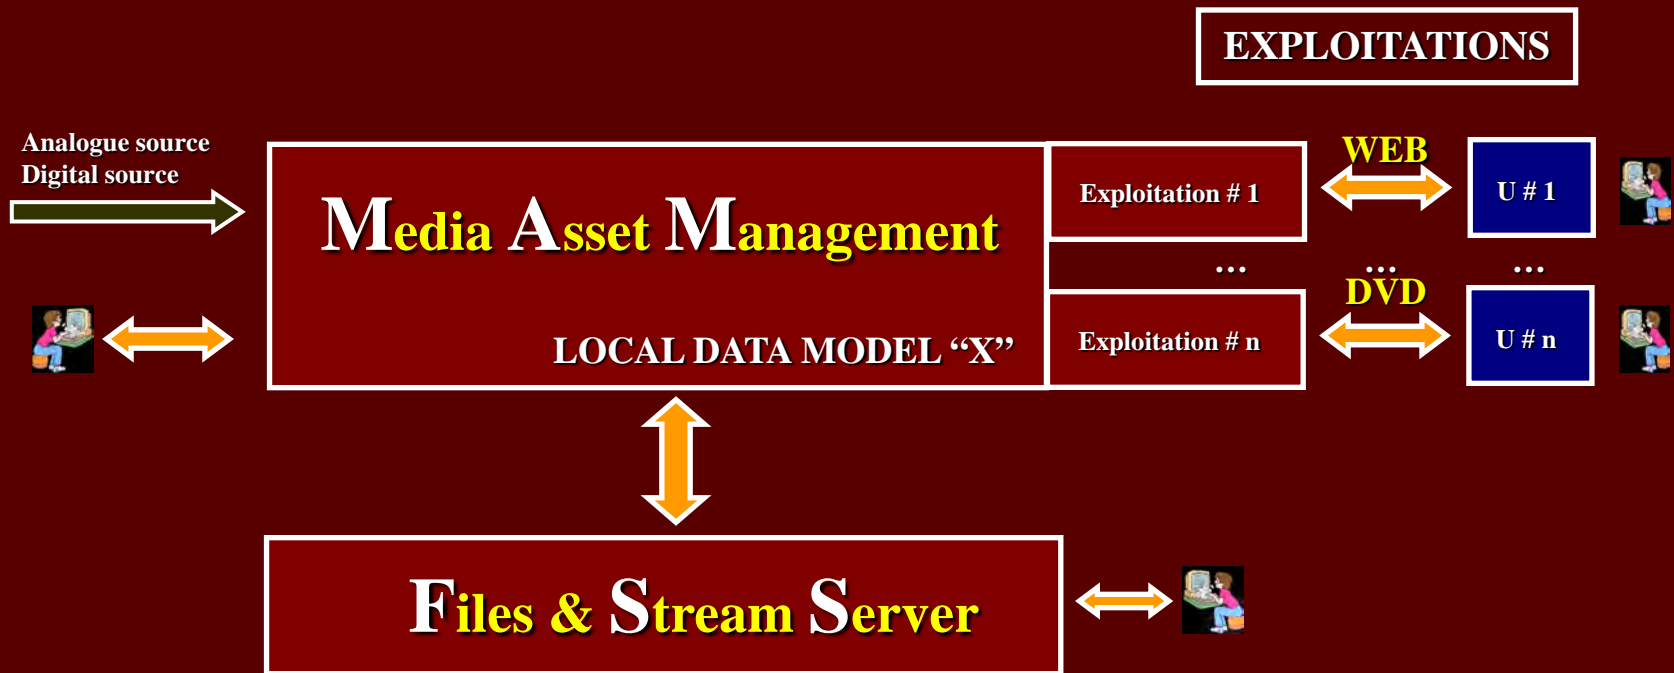 EXPLOITATIONS
Analogue source
Digital source
Media Asset Management
LOCAL DATA MODEL “X”
Exploitation # 1
WEB
U # 1
... ... ...
Exploitation # n
DVD
U # n
Files & Stream Server